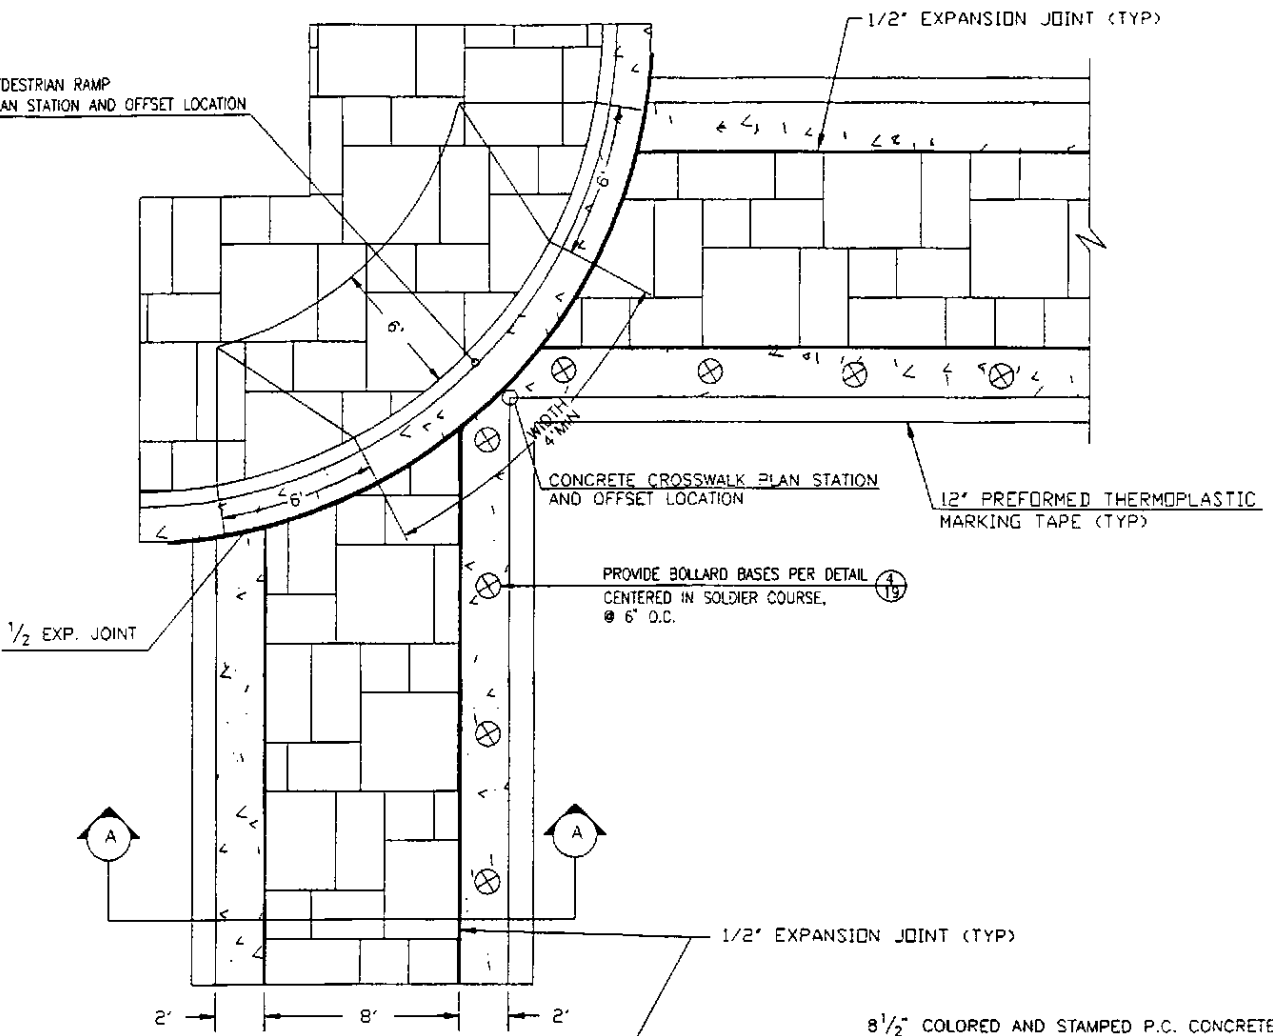 1/2" EXPANSION JOINT (TYP)
DESTRIAN RAMP
AN STATION AND OFFSET LOCATION
6'
6'
WIDTH
4' MIN
6'
CONCRETE CROSSWALK PLAN STATION
AND OFFSET LOCATION
12" PREFORMED THERMOPLASTIC
MARKING TAPE (TYP)
PROVIDE BOLLARD BASES PER DETAIL
4
19
CENTERED IN SOLDIER COURSE,
@ 6" O.C.
1/2 EXP. JOINT
A
A
1/2" EXPANSION JOINT (TYP)
2'
8'
2'
8 1/2" COLORED AND STAMPED P.C. CONCRETE